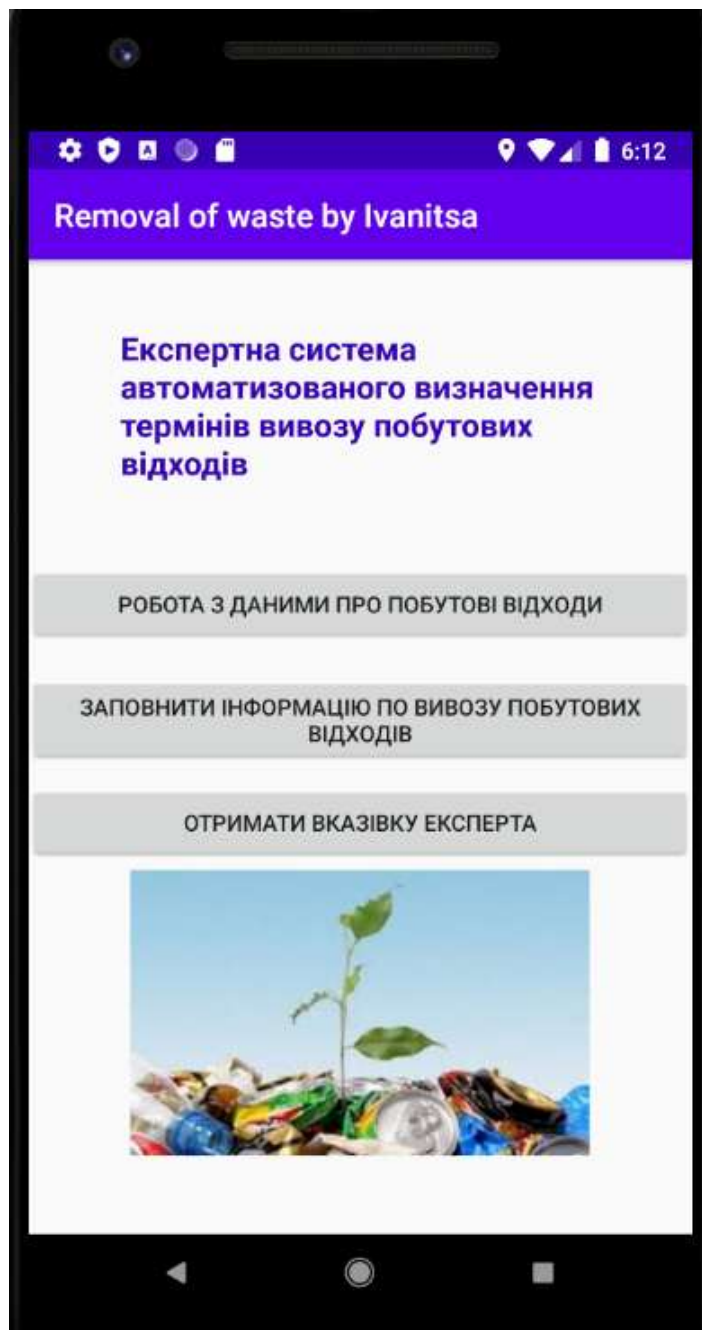 6:12
Removal of waste by Ivanitsa
Експертна система
автоматизованого визначення
термінів вивозу побутових
відходів
РОБОТА З ДАНИМИ ПРО ПОБУТОВІ ВІДХОДИ
ЗАПОВНИТИ ІНФОРМАЦІЮ ПО ВИВОЗУ ПОБУТОВИХ
ВІДХОДІВ
ОТРИМАТИ ВКАЗІВКУ ЕКСПЕРТА